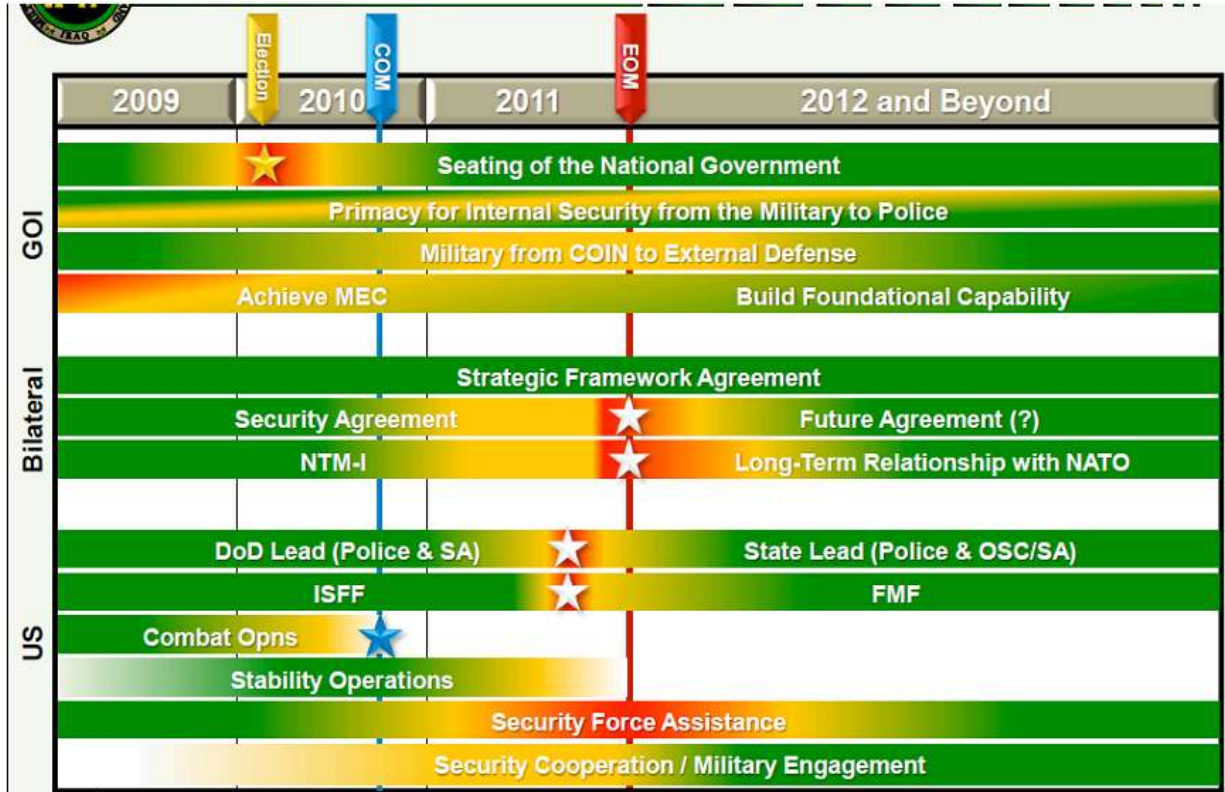 IRAQ
Election
COM
EOM
2009
2010
2011
2012 and Beyond
GOI
Seating of the National Government
Primacy for Internal Security from the Military to Police
Military from COIN to External Defense
Achieve MEC
Build Foundational Capability
Bilateral
Strategic Framework Agreement
Security Agreement
Future Agreement (?)
NTM-I
Long-Term Relationship with NATO
US
DoD Lead (Police & SA)
State Lead (Police & OSC/SA)
ISFF
FMF
Combat Opns
Stability Operations
Security Force Assistance
Security Cooperation / Military Engagement